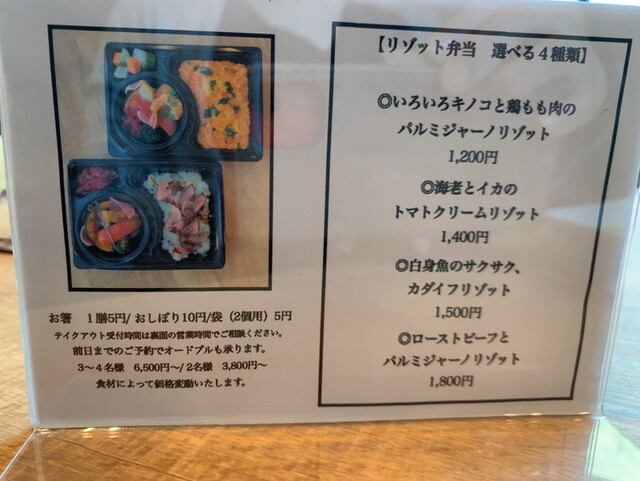 お箸 1膳5円/ おしぼり10円/袋 (2個用) 5円
テイクアウト受付時間は裏面の営業時間でご相談ください。
前日までのご予約でオードブルも承ります。
3〜4名様 6,500円〜/ 2名様 3,800円〜
食材によって価格変動いたします。
【リゾット弁当 選べる4種類】
◎いろいろキノコと鶏もも肉の
パルミジャーノリゾット
1,200円
◎海老とイカの
トマトクリームリゾット
1,400円
◎白身魚のサクサク、
カダイフリゾット
1,500円
◎ローストビーフと
パルミジャーノリゾット
1,800円